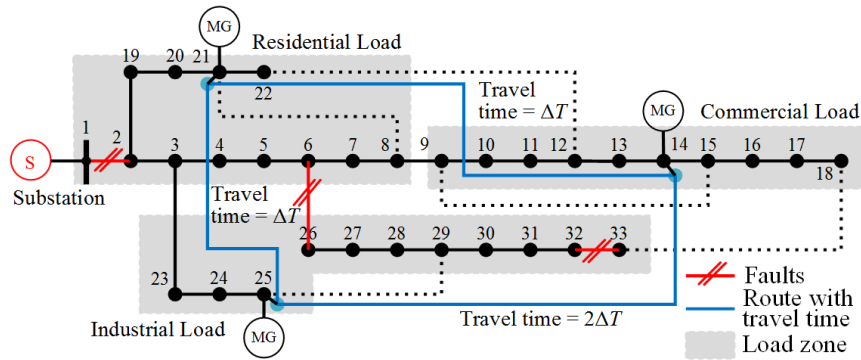 MG
Residential Load
19 20 21
22
Travel
time = ΔT
MG
Commercial Load
1 2 3 4 5 6 7 8 9 10 11 12 13 14 15 16 17
18
S
Substation
Travel
time = ΔT
26 27 28 29 30 31 32 33
23 24 25
Industrial Load
MG
Travel time = 2ΔT
Faults
Route with
travel time
Load zone